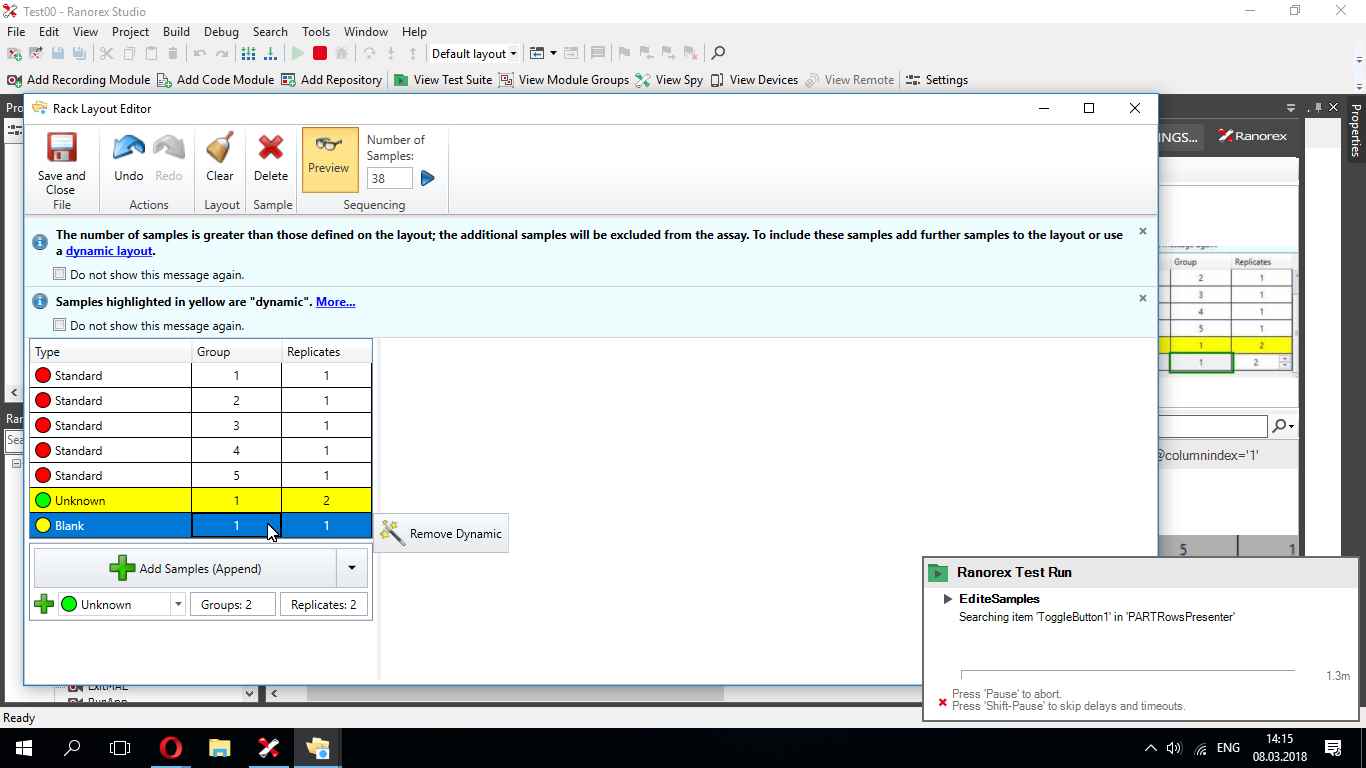 Test00 - Ranorex Studio
File Edit View Project Build Debug Search Tools Window Help
Default layout
Add Recording Module Add Code Module Add Repository View Test Suite View Module Groups View Spy View Devices View Remote Settings
Pro
Rack Layout Editor
Properties
NGS...
Ranorex
Save and Close
Undo
Redo
Clear
Delete
Preview
Number of Samples:
38
File
Actions
Layout
Sample
Sequencing
The number of samples is greater than those defined on the layout; the additional samples will be excluded from the assay. To include these samples add further samples to the layout or use
a dynamic layout.
Do not show this message again.
Samples highlighted in yellow are "dynamic". More...
Do not show this message again.
Type Group Replicates
Standard 1 1
Standard 2 1
Standard 3 1
Standard 4 1
Standard 5 1
Unknown 1 2
Blank 1 1
Remove Dynamic
Add Samples (Append)
Unknown Groups: 2 Replicates: 2
Group Replicates
2 1
3 1
4 1
5 1
1 2
1 2
Ran
Sea
@columnindex='1'
5 1
Ranorex Test Run
EditeSamples
Searching item 'ToggleButton1' in 'PARTRowsPresenter'
1.3m
Press 'Pause' to abort.
Press 'Shift-Pause' to skip delays and timeouts.
Ready
ENG
14:15
08.03.2018